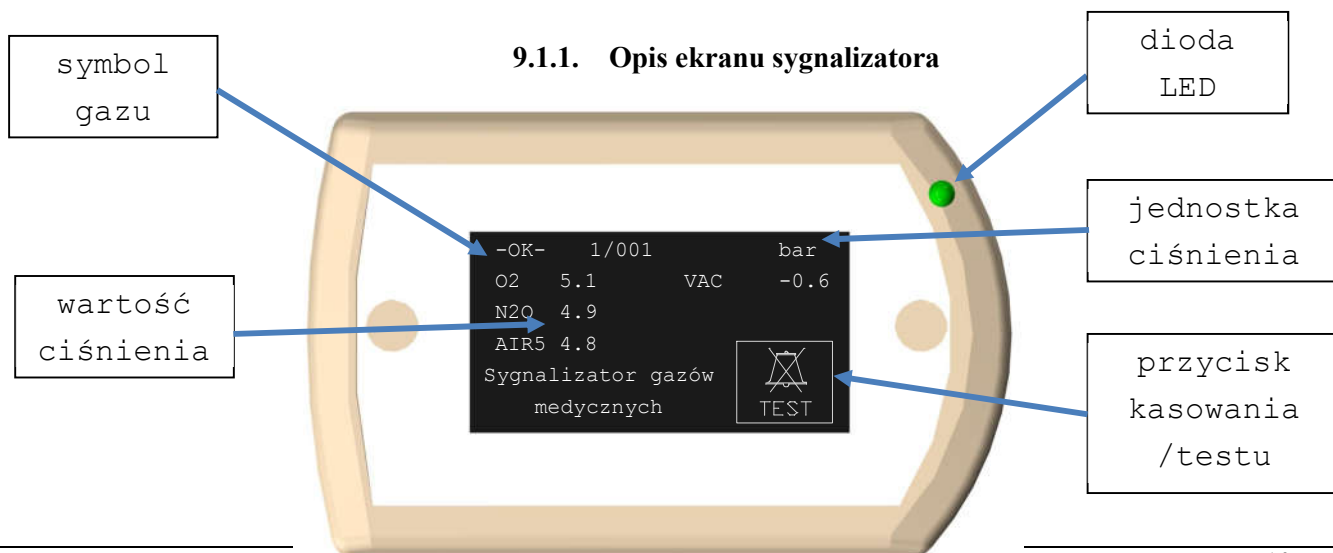 9.1.1. Opis ekranu sygnalizatora
symbol
gazu
dioda
LED
jednostka
ciśnienia
wartość
ciśnienia
przycisk
kasowania
/testu
-OK- 1/001 bar
O2 5.1 VAC -0.6
N2O 4.9
AIR5 4.8
Sygnalizator gazów
medycznych
TEST